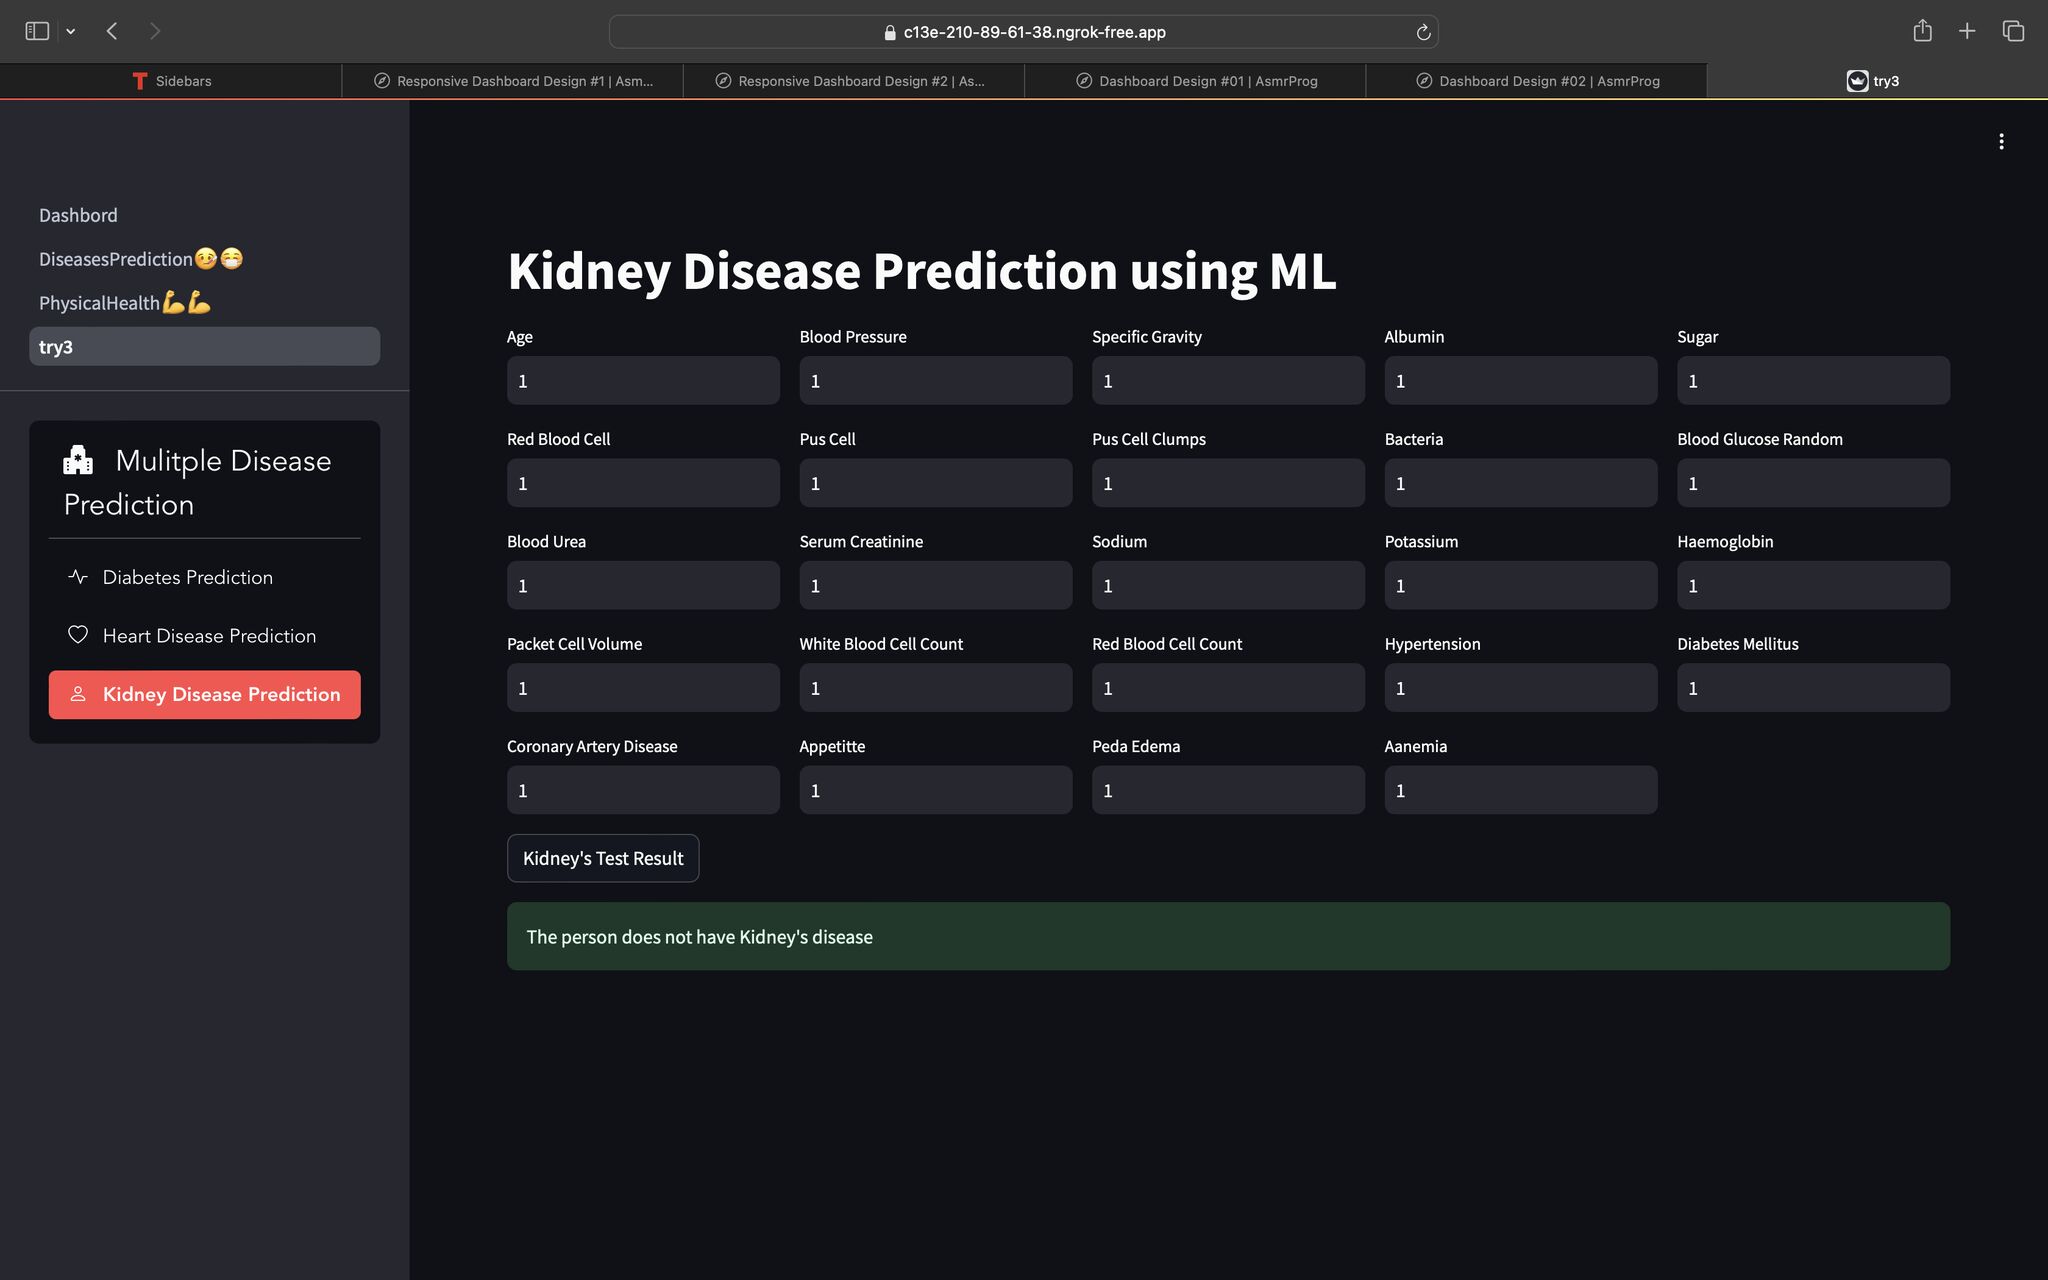 c13e-210-89-61-38.ngrok-free.app
Sidebars
Responsive Dashboard Design #1 | Asm...
Responsive Dashboard Design #2 | As...
Dashboard Design #01 | AsmrProg
Dashboard Design #02 | AsmrProg
try3
Dashbord
DiseasesPrediction🤒😷
PhysicalHealth💪💪
try3
Mulitple Disease
Prediction
Diabetes Prediction
Heart Disease Prediction
Kidney Disease Prediction
Kidney Disease Prediction using ML
Age Blood Pressure Specific Gravity Albumin Sugar
1 1 1 1 1
Red Blood Cell Pus Cell Pus Cell Clumps Bacteria Blood Glucose Random
1 1 1 1 1
Blood Urea Serum Creatinine Sodium Potassium Haemoglobin
1 1 1 1 1
Packet Cell Volume White Blood Cell Count Red Blood Cell Count Hypertension Diabetes Mellitus
1 1 1 1 1
Coronary Artery Disease Appetitte Peda Edema Aanemia
1 1 1 1
Kidney's Test Result
The person does not have Kidney's disease